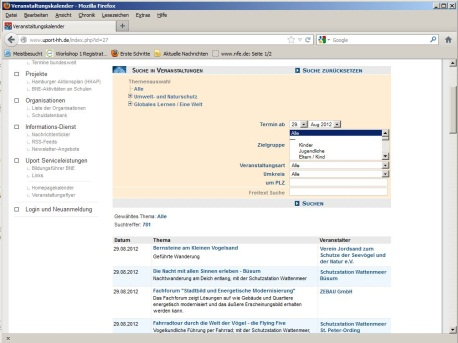 Veranstaltungskalender - Mozilla Firefox
Datei Bearbeiten Ansicht Chronik Lesezeichen Extras Hilfe
Veranstaltungskalender
www.uport-hh.de/index.php?id=27
Google
Meistbesucht Workshop 1 Registrat... Erste Schritte Aktuelle Nachrichten www.nfe.de: Seite 1/2
Termine bundesweit
Projekte
Hamburger Aktionsplan (HHAP)
BNE-Aktivitäten an Schulen
Organisationen
Liste der Organisationen
Schuldatenbank
Informations-Dienst
Nachrichtenticker
RSS-Feeds
Newsletter-Angebote
Uport Serviceleistungen
Bildungsführer BNE
Links
Homepagekalender
Veranstaltungsflyer
Login und Neuanmeldung
Suche in Veranstaltungen
Suche zurücksetzen
Themenauswahl
Alle
Umwelt- und Naturschutz
Globales Lernen / Eine Welt
Termin ab 29. Aug 2012
Alle
Zielgruppe
Kinder
Jugendliche
Eltern / Kind
Veranstaltungsart Alle
Umkreis Alle
um PLZ
Freitext Suche
Suchen
Gewähltes Thema: Alle
Suchtreffer: 701
Datum Thema Veranstalter
29.08.2012 Bernsteine am Kleinen Vogelsand Verein Jordsand zum
Schutze der Seevögel und
der Natur e.V.
Geführte Wanderung
29.08.2012 Die Nacht mit allen Sinnen erleben - Büsum Schutzstation Wattenmeer
Nachtwanderung am Deich entlang, mit der Schutzstation Wattenmeer Büsum
29.08.2012 Fachforum "Stadtbild und Energetische Modernisierung" ZEBAU GmbH
Das Fachforum zeigt Lösungen auf wie Gebäude und Quartiere
energetisch modernisiert und das äußere Erscheinungsbild erhalten
werden kann.
29.08.2012 Fahrradtour durch die Welt der Vögel - die Flying Five Schutzstation Wattenmeer
Vogelkundliche Führung per Fahrrad; mit der Schutzstation Wattenmeer St. Peter-Ording